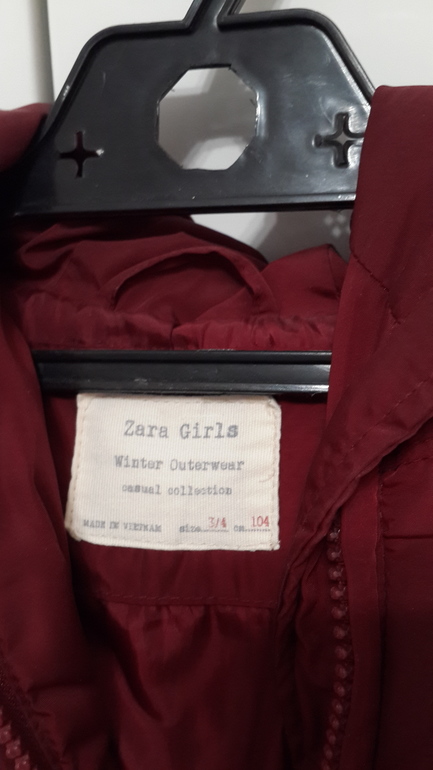 Zara Girls
Winter Outerwear
casual collection
MADE IN VIETNAM size 3/4 cm 104